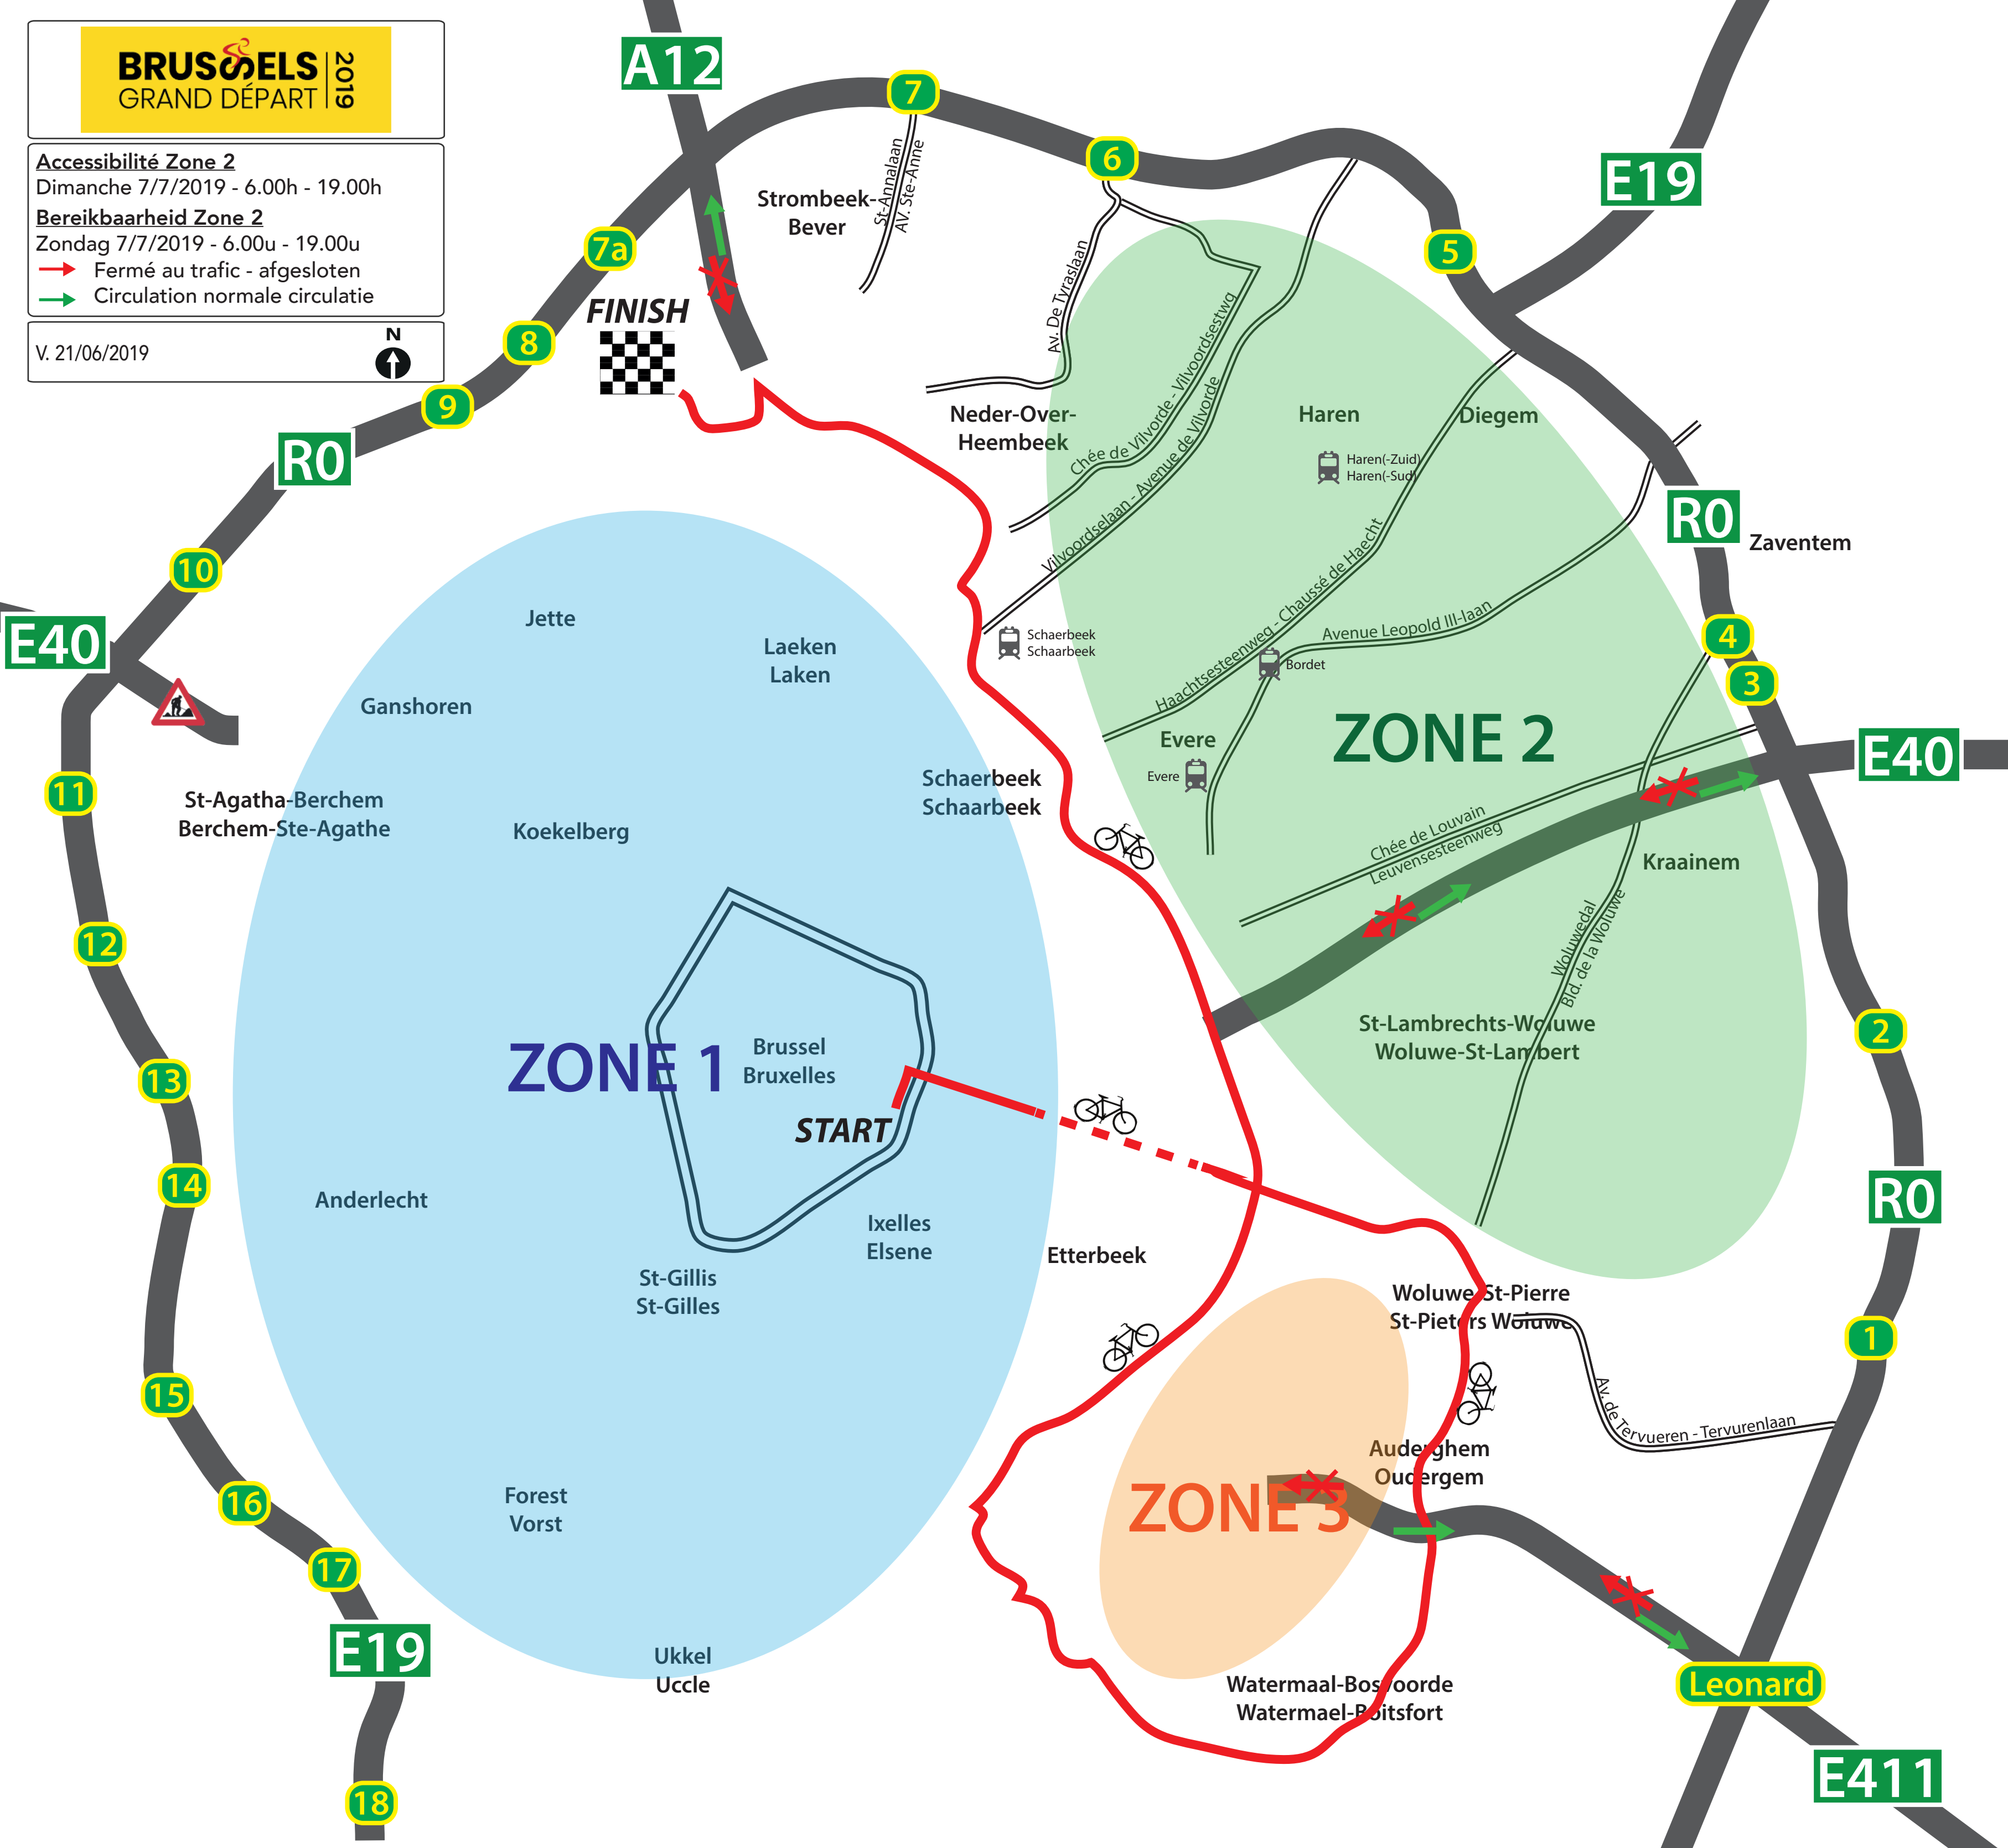 BRUSSELS
GRAND DÉPART
2019
Accessibilité Zone 2
Dimanche 7/7/2019 - 6.00h - 19.00h
Bereikbaarheid Zone 2
Zondag 7/7/2019 - 6.00u - 19.00u
Fermé au trafic - afgesloten
Circulation normale circulatie
V. 21/06/2019
N
A12
7
6
E19
5
7a
8
9
R0
10
E40
11
12
13
14
15
16
17
E19
18
St-Annalaan
AV. Ste-Anne
Strombeek-
Bever
FINISH
Av. De Tyraslaan
Neder-Over-
Heembeek
Chée de Vilvorde - Vilvoordsestwg
Vilvoordselaan - Avenue de Vilvorde
Haren
Diegem
Haren(-Zuid)
Haren(-Sud)
R0
Zaventem
Haachtsesteenweg - Chaussé de Haecht
Avenue Leopold III-laan
Schaerbeek
Schaarbeek
Bordet
4
3
ZONE 2
Evere
Evere
E40
Chée de Louvain
Leuvensesteenweg
Kraainem
Woluwedal
Bld. de la Woluwe
St-Lambrechts-Woluwe
Woluwe-St-Lambert
2
R0
1
Jette
Laeken
Laken
Ganshoren
Schaerbeek
Schaarbeek
St-Agatha-Berchem
Berchem-Ste-Agathe
Koekelberg
ZONE 1
Brussel
Bruxelles
START
Anderlecht
Ixelles
Elsene
Etterbeek
St-Gillis
St-Gilles
Woluwe-St-Pierre
St-Pieters Woluwe
Av. de Tervueren - Tervurenlaan
Auderghem
Oudergem
ZONE 3
Forest
Vorst
Ukkel
Uccle
Watermaal-Bosvoorde
Watermael-Boitsfort
Leonard
E411